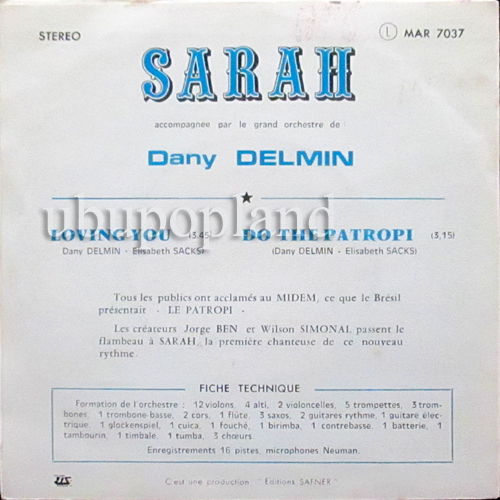 STEREO
Ⓛ MAR 7037
SARAH
accompagnée par le grand orchestre de :
Dany DELMIN
★
ubupopland
LOVING YOU (3,45)
Dany DELMIN - Elisabeth SACKS)
DO THE PATROPI (3,15)
(Dany DELMIN - Elisabeth SACKS)
Tous les publics ont acclamés au MIDEM, ce que le Brésil
présentait - LE PATROPI -
Les créateurs Jorge BEN et Wilson SIMONAL passent le
flambeau à SARAH, la première chanteuse de ce nouveau
rythme.
FICHE TECHNIQUE
Formation de l'orchestre : 12 violons, 4 alti, 2 violoncelles, 5 trompettes, 3 trom-
bones, 1 trombone-basse, 2 cors, 1 flûte, 3 saxos, 2 guitares rythme, 1 guitare élec-
trique, 1 glockenspiel, 1 cuica, 1 fouché, 1 birimba, 1 contrebasse, 1 batterie, 1
tambourin, 1 timbale, 1 tumba, 3 chœurs.
Enregistrements 16 pistes, microphones Neuman.
C'est une production "Editions SAFNER"